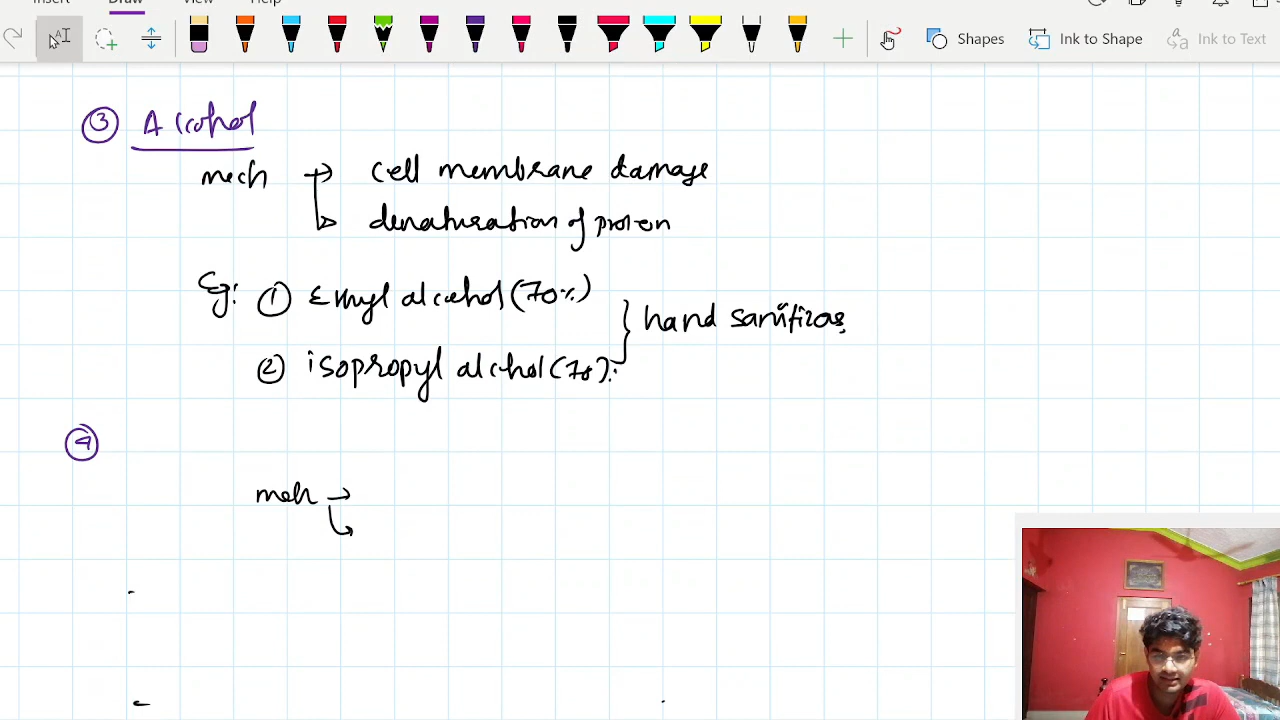 Insert Draw View Help
Shapes Ink to Shape Ink to Text
③ Alcohol
mech → cell membrane damage
→ denaturation of protein
Eg: ① Ethyl alcohol (70%)
} hand sanitizers
② isopropyl alcohol (70%)
④
mech →